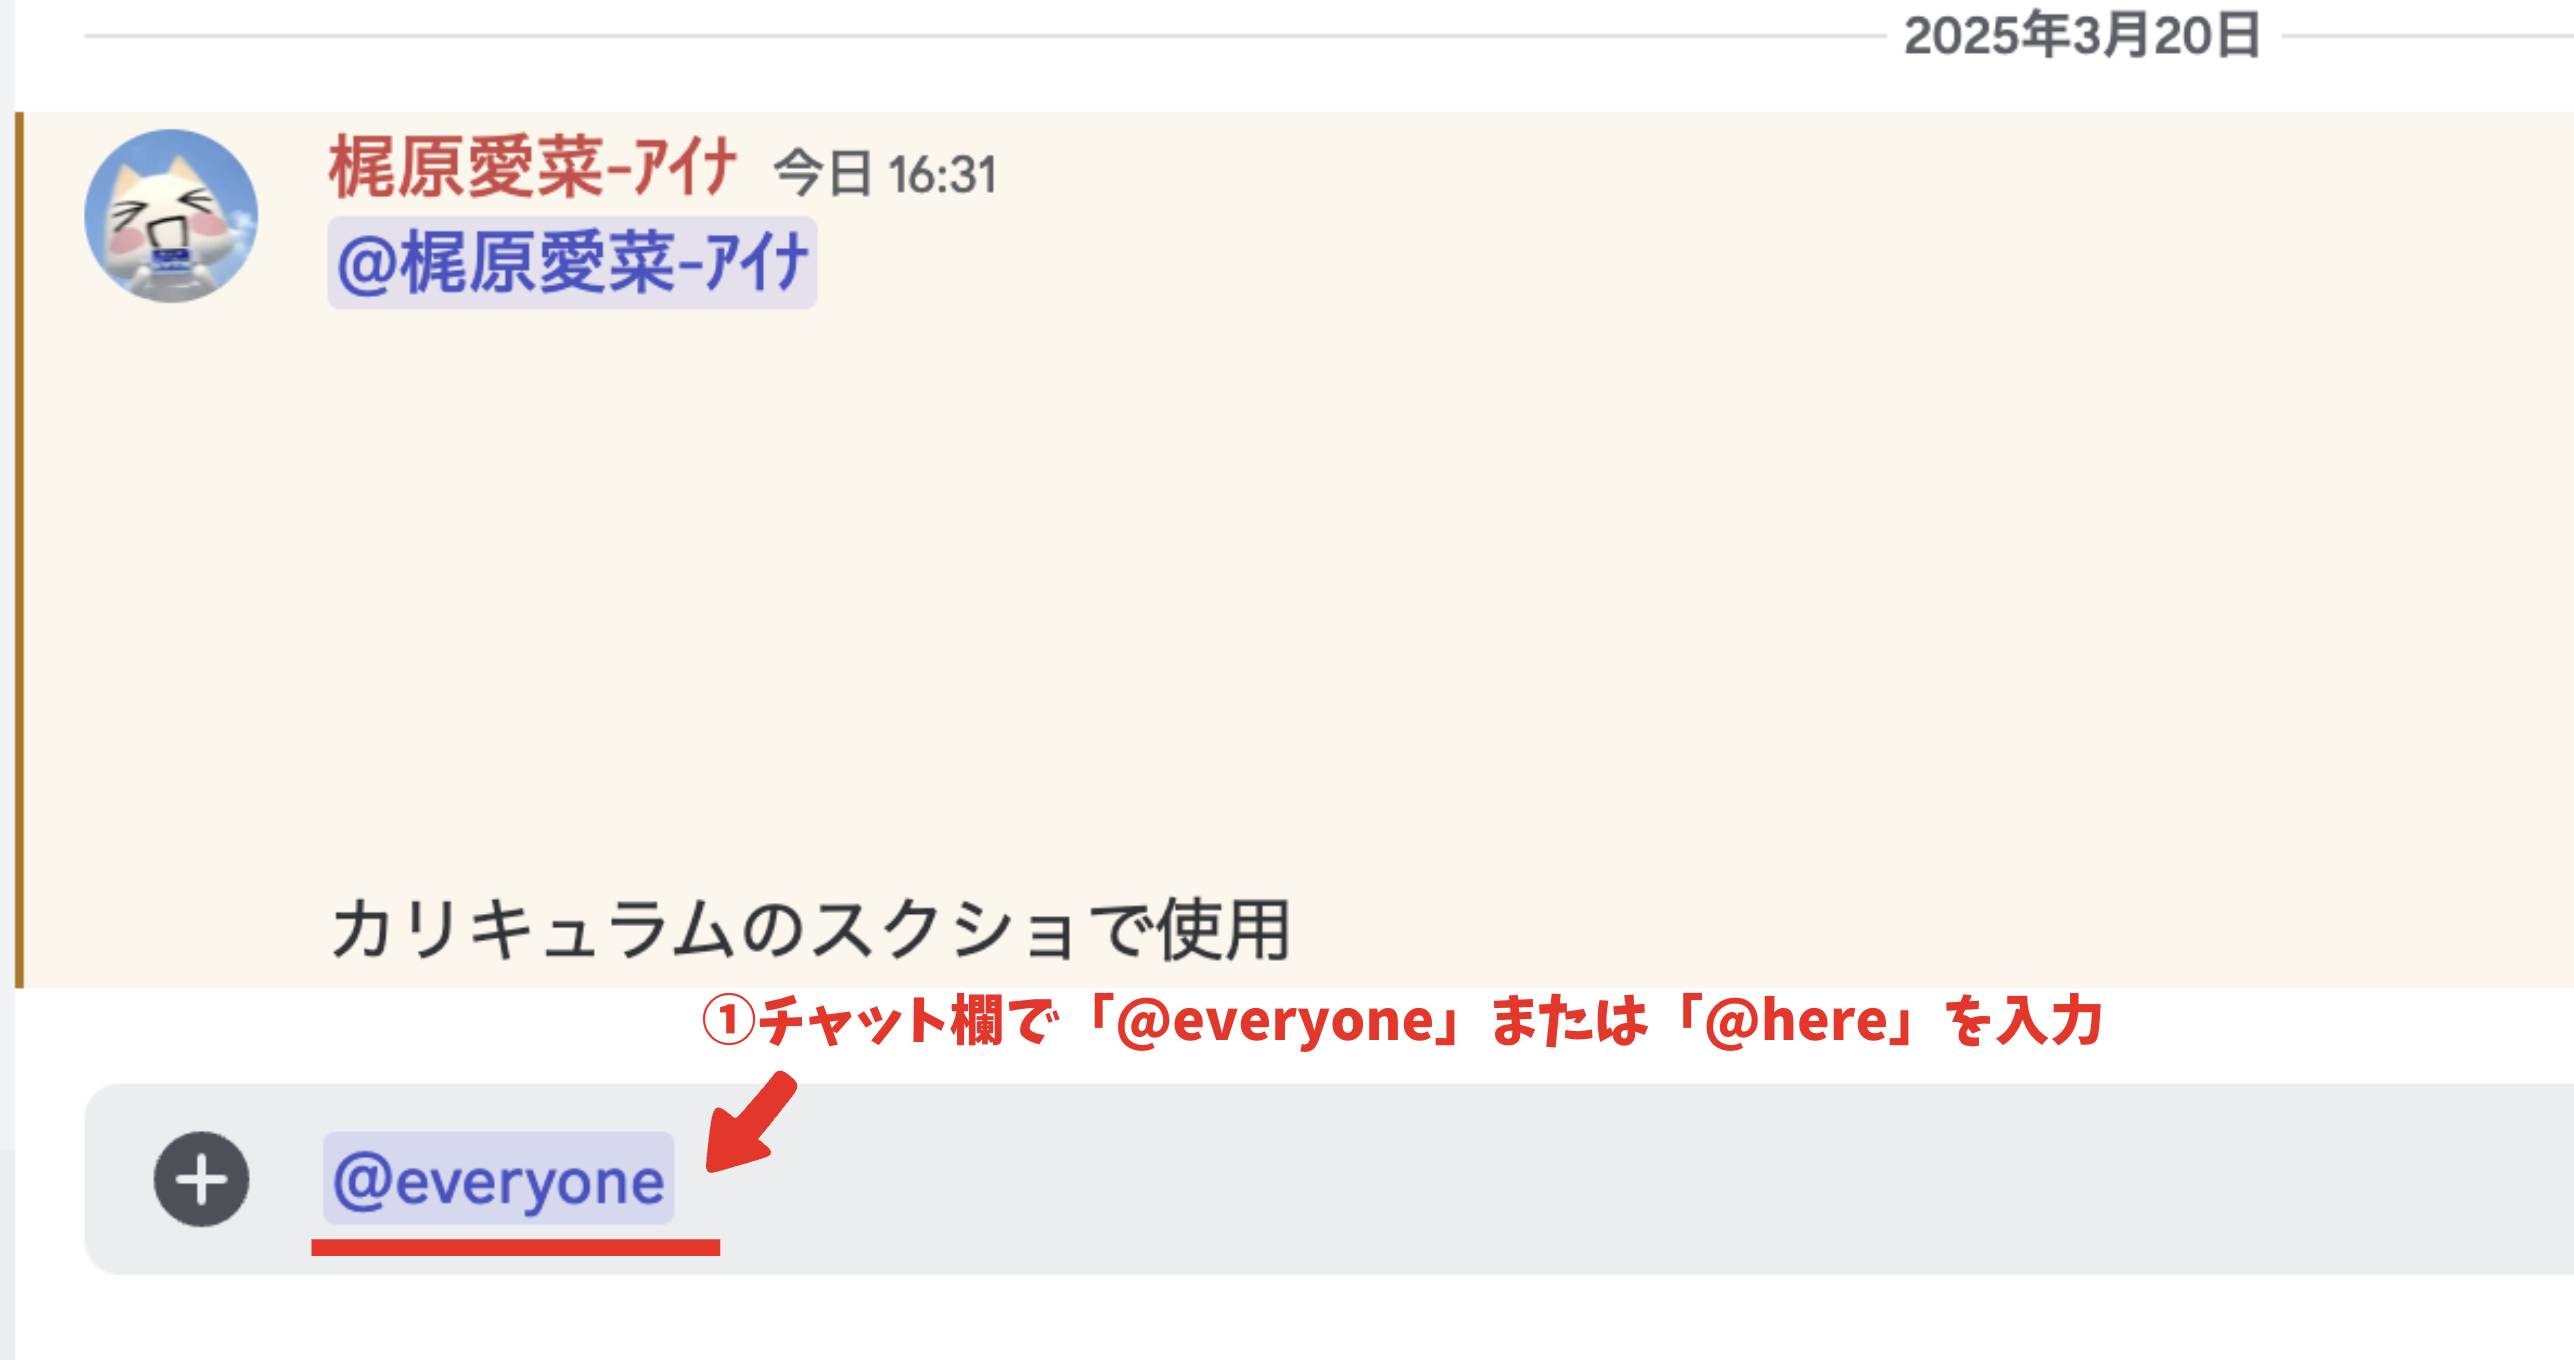 2025年3月20日
梶原愛菜-ｱｲﾅ 今日 16:31
@梶原愛菜-ｱｲﾅ
カリキュラムのスクショで使用
①チャット欄で「@everyone」または「@here」を入力
@everyone